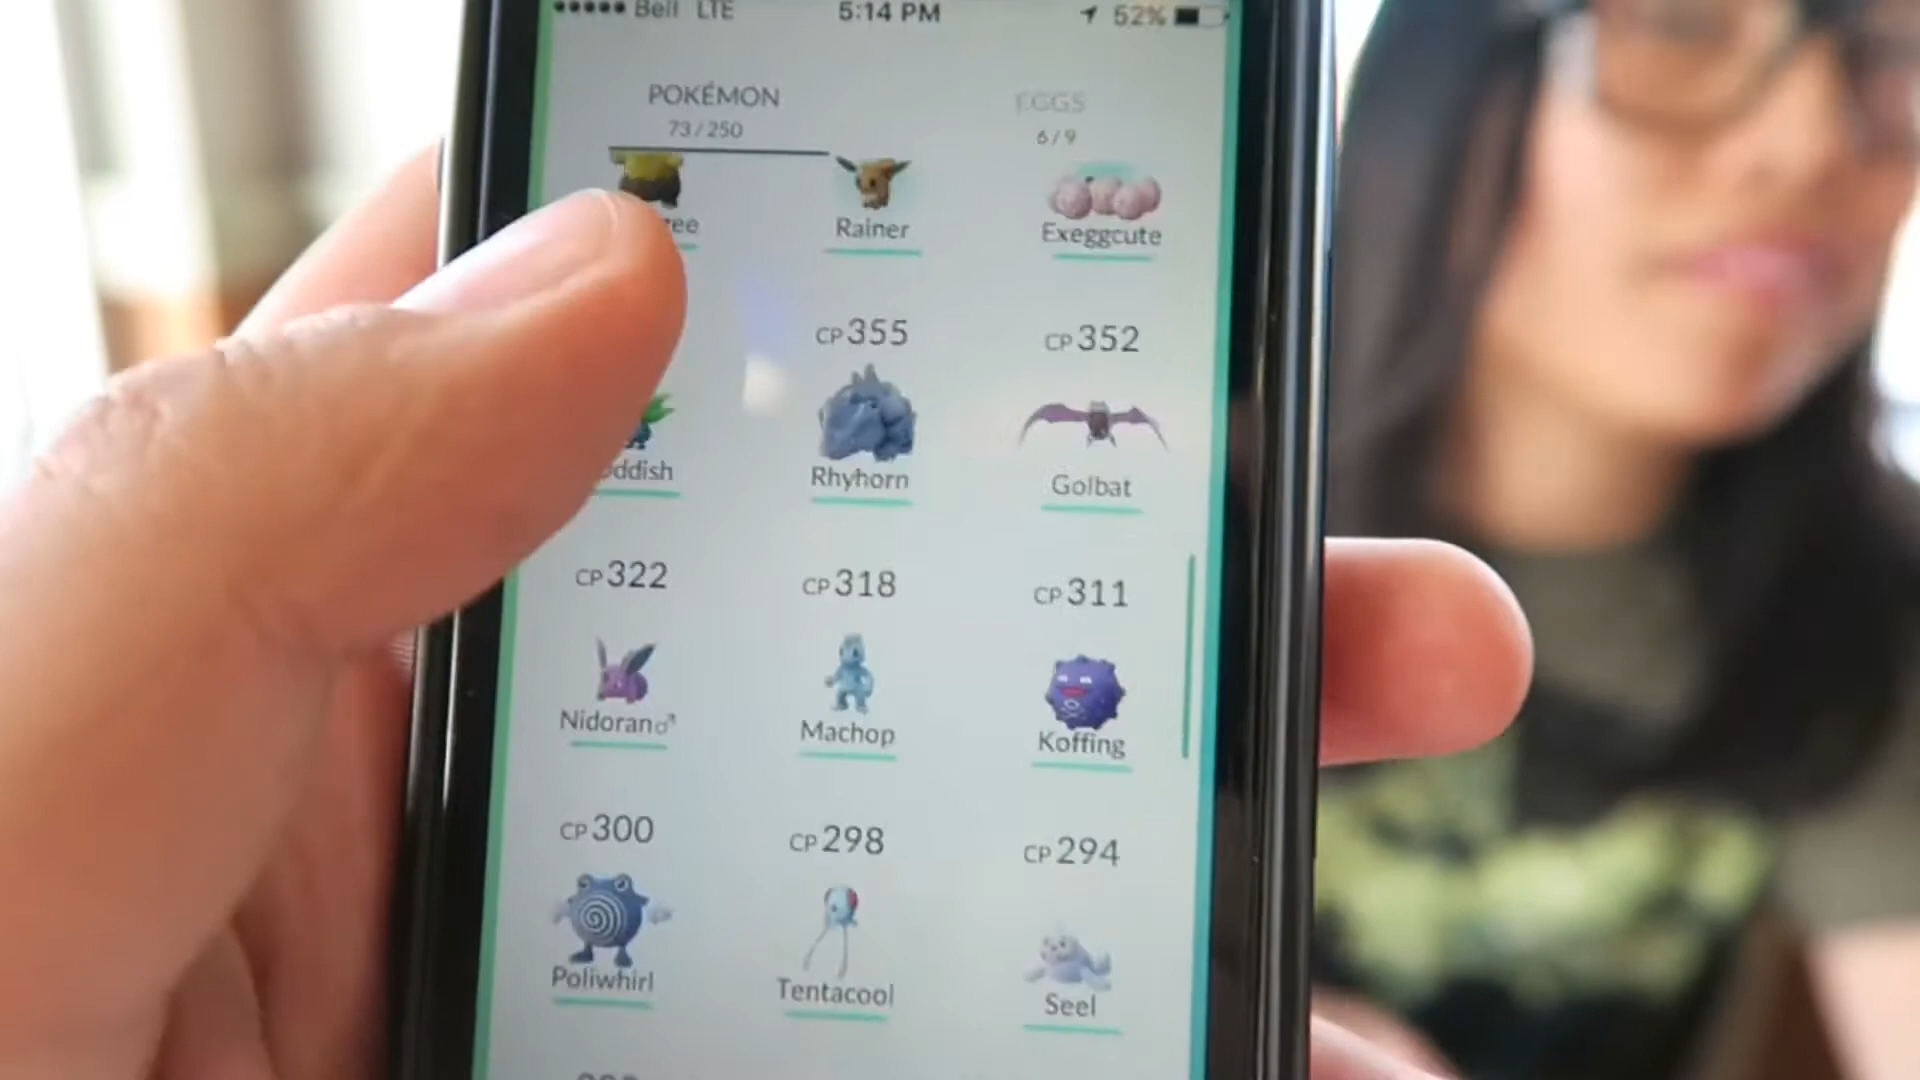 Bell LTE 5:14 PM 52%
POKÉMON EGGS
73/250 6/9
Rainer Exeggcute
CP355 CP352
Rhyhorn Golbat
CP322 CP318 CP311
Nidoran♂ Machop Koffing
CP300 CP298 CP294
Poliwhirl Tentacool Seel